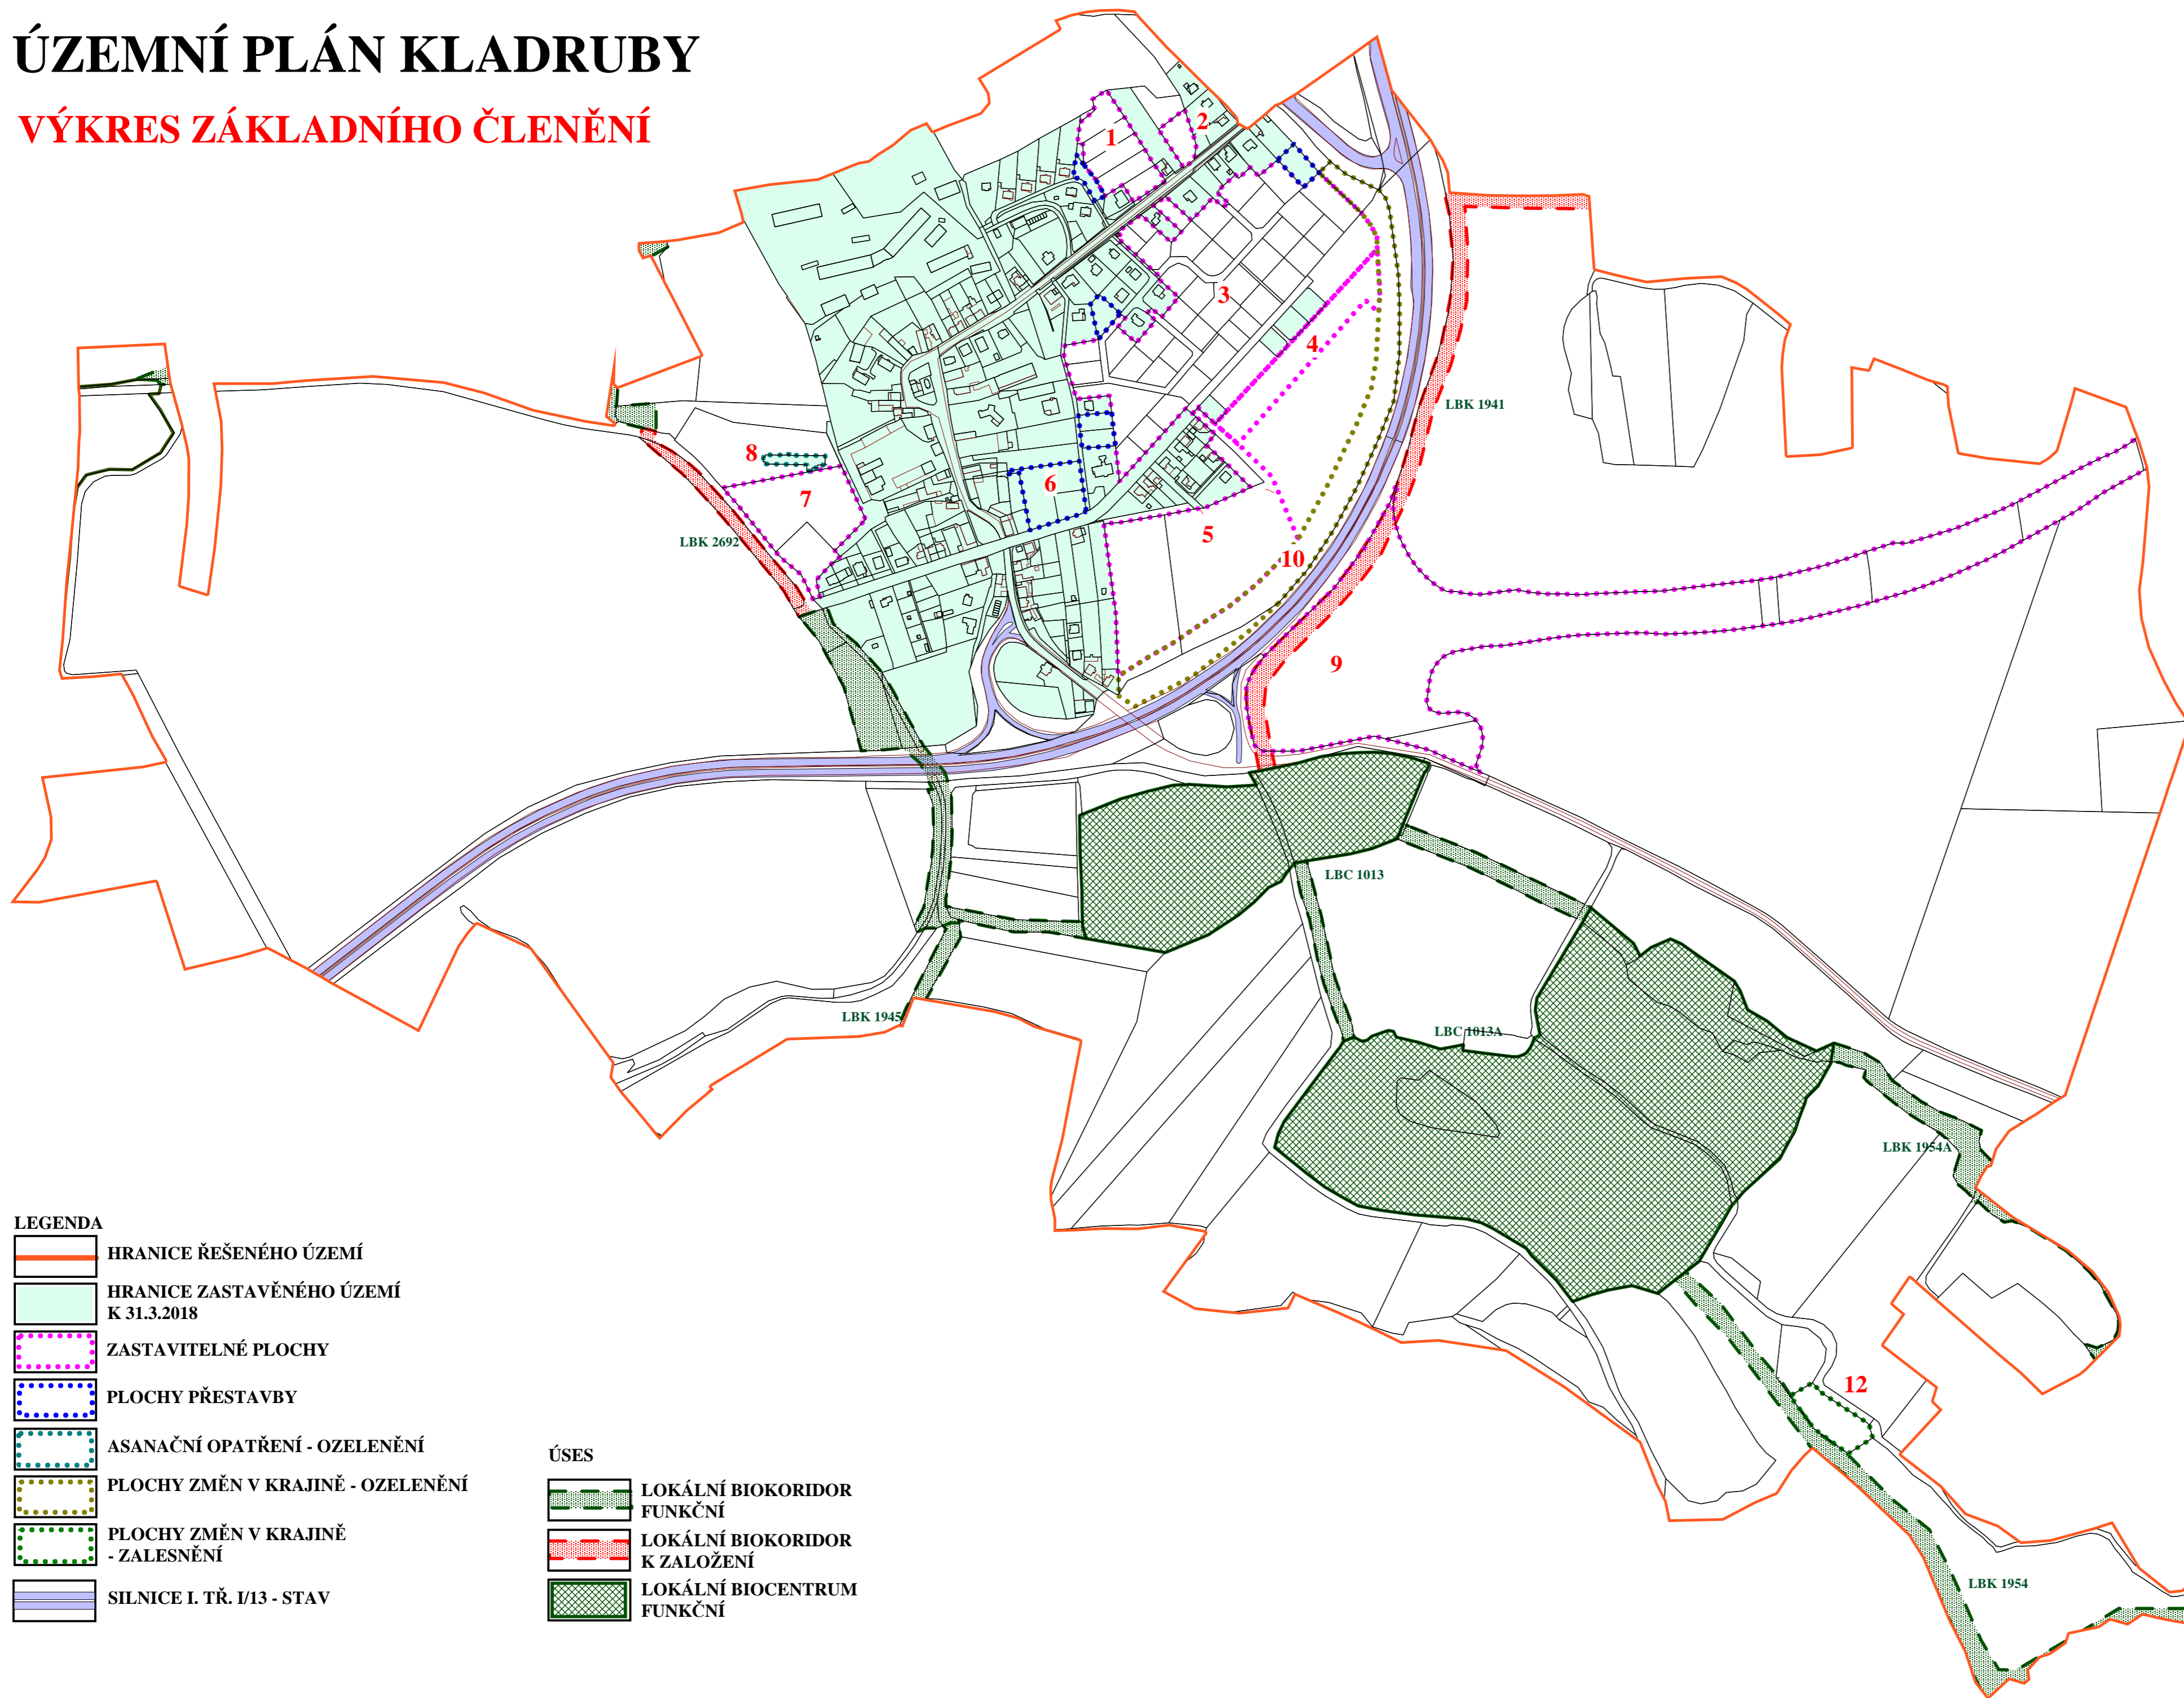 ÚZEMNÍ PLÁN KLADRUBY
VÝKRES ZÁKLADNÍHO ČLENĚNÍ
1
2
3
4
LBK 1941
8
7
6
5
LBK 2692
10
9
LBC 1013
LBK 1945
LBC 1013A
LBK 1954A
12
LBK 1954
LEGENDA
HRANICE ŘEŠENÉHO ÚZEMÍ
HRANICE ZASTAVĚNÉHO ÚZEMÍ
K 31.3.2018
ZASTAVITELNÉ PLOCHY
PLOCHY PŘESTAVBY
ASANAČNÍ OPATŘENÍ - OZELENĚNÍ
PLOCHY ZMĚN V KRAJINĚ - OZELENĚNÍ
PLOCHY ZMĚN V KRAJINĚ
- ZALESNĚNÍ
SILNICE I. TŘ. I/13 - STAV
ÚSES
LOKÁLNÍ BIOKORIDOR
FUNKČNÍ
LOKÁLNÍ BIOKORIDOR
K ZALOŽENÍ
LOKÁLNÍ BIOCENTRUM
FUNKČNÍ